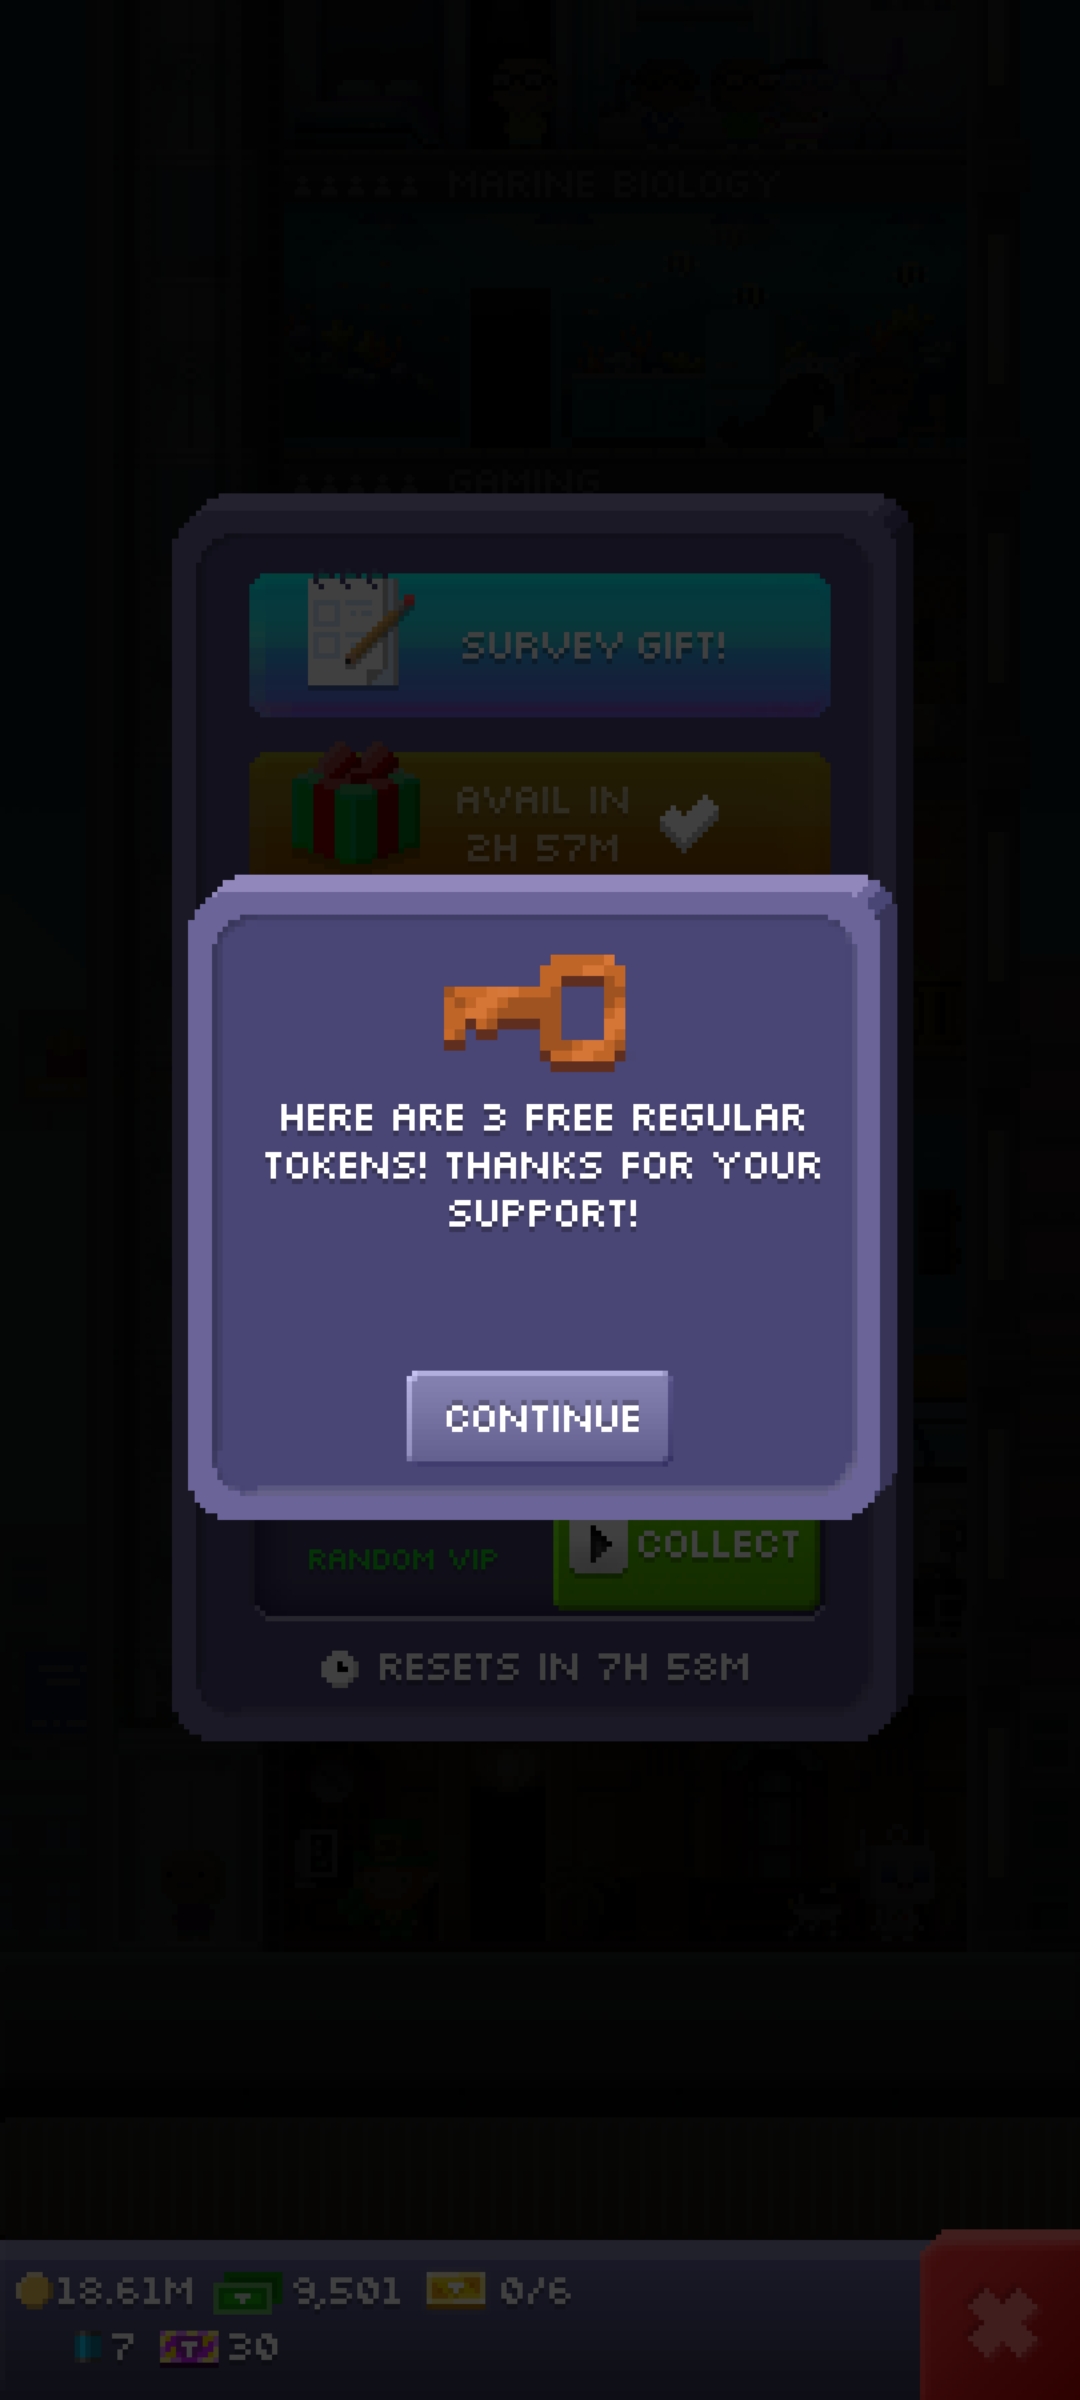 MARINE BIOLOGY
GAMING
SURVEY GIFT!
AVAIL IN
2H 57M
HERE ARE 3 FREE REGULAR
TOKENS! THANKS FOR YOUR
SUPPORT!
CONTINUE
RANDOM VIP
COLLECT
RESETS IN 7H 58M
18.61M 9,501 0/6
7 30